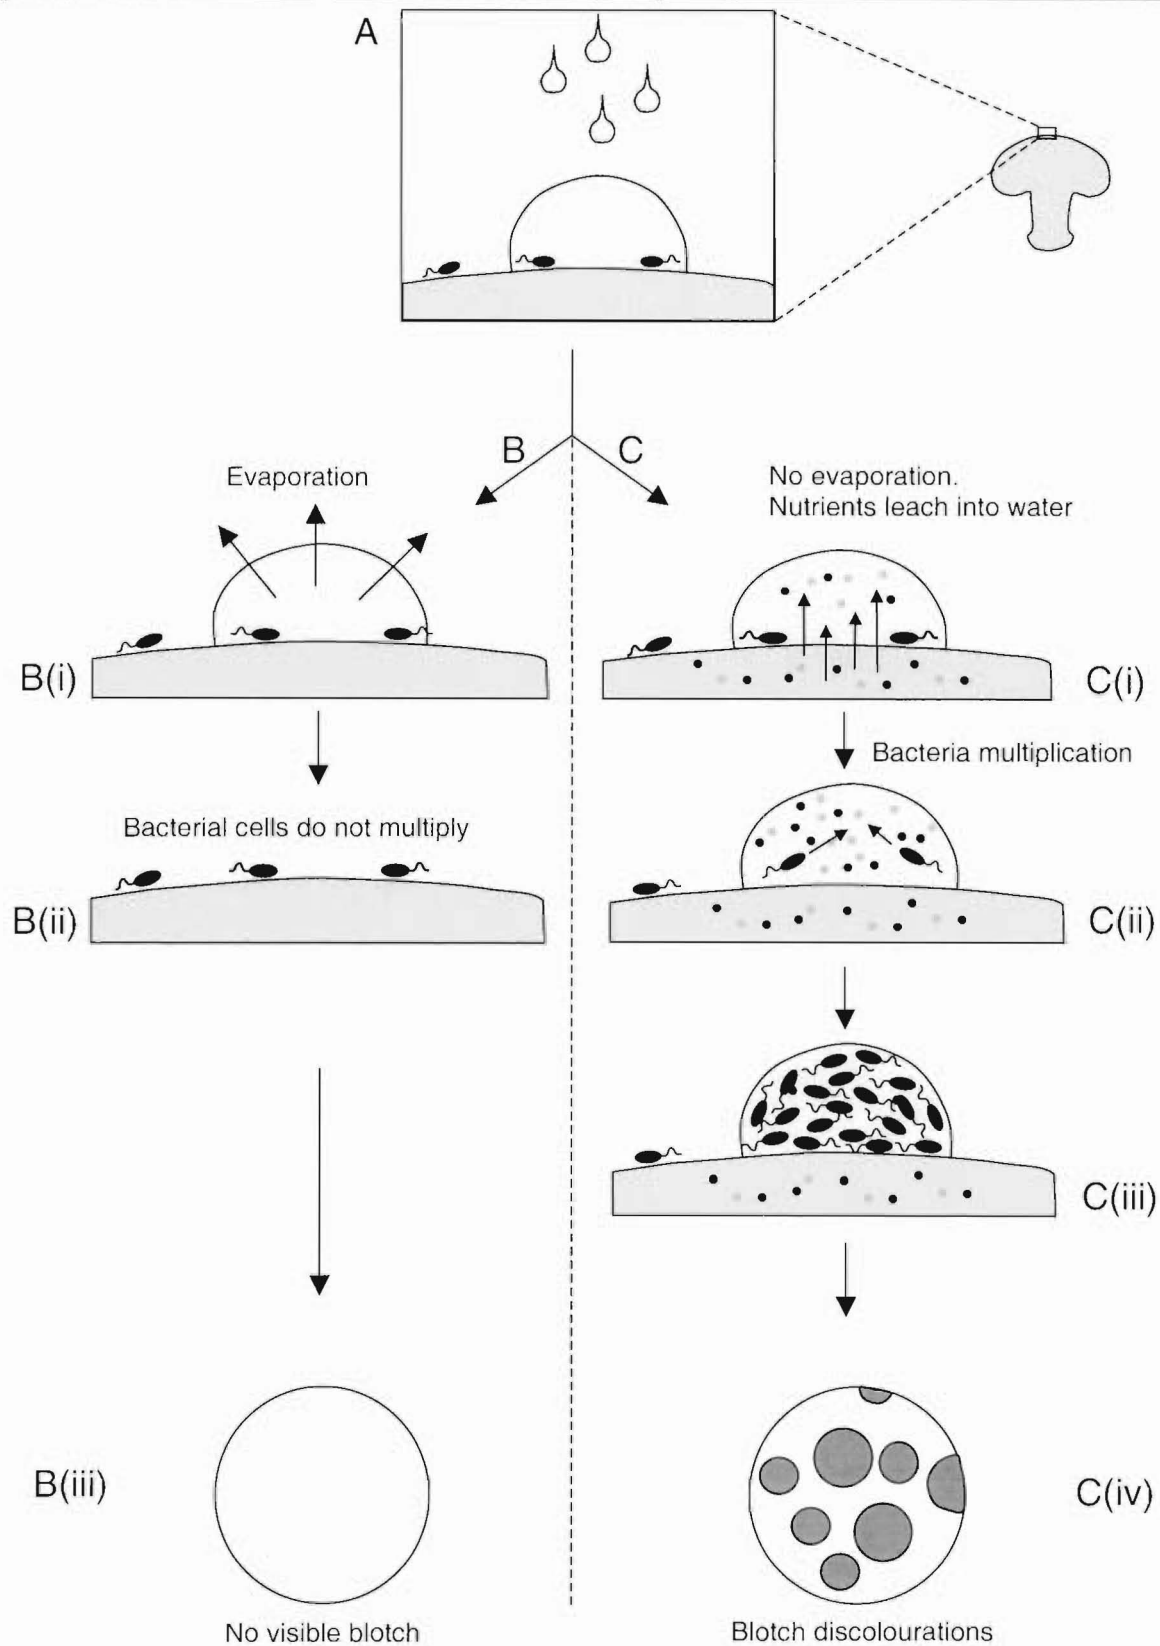 A
B
C
Evaporation
No evaporation.
Nutrients leach into water
B(i)
C(i)
Bacteria multiplication
Bacterial cells do not multiply
B(ii)
C(ii)
C(iii)
B(iii)
C(iv)
No visible blotch
Blotch discolourations